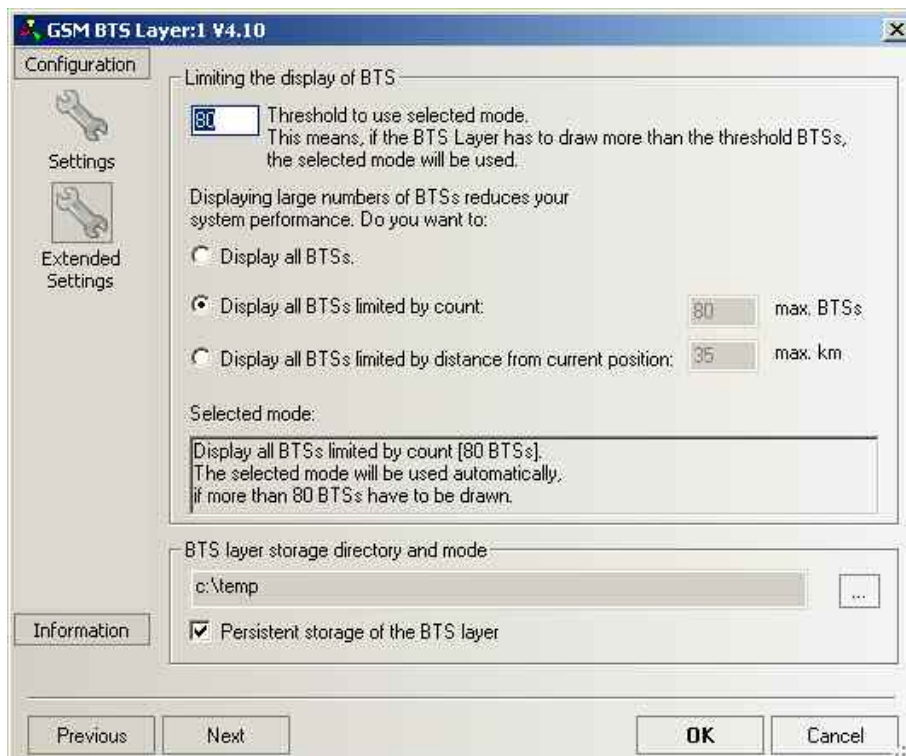 GSM BTS Layer:1 V4.10
Configuration
Settings
Extended
Settings
Information
Limiting the display of BTS
80
Threshold to use selected mode.
This means, if the BTS Layer has to draw more than the threshold BTSs,
the selected mode will be used.
Displaying large numbers of BTSs reduces your
system performance. Do you want to:
Display all BTSs.
Display all BTSs limited by count: 80 max. BTSs
Display all BTSs limited by distance from current position: 35 max. km
Selected mode:
Display all BTSs limited by count [80 BTSs].
The selected mode will be used automatically,
if more than 80 BTSs have to be drawn.
BTS layer storage directory and mode
c:\temp
...
Persistent storage of the BTS layer
Previous Next OK Cancel